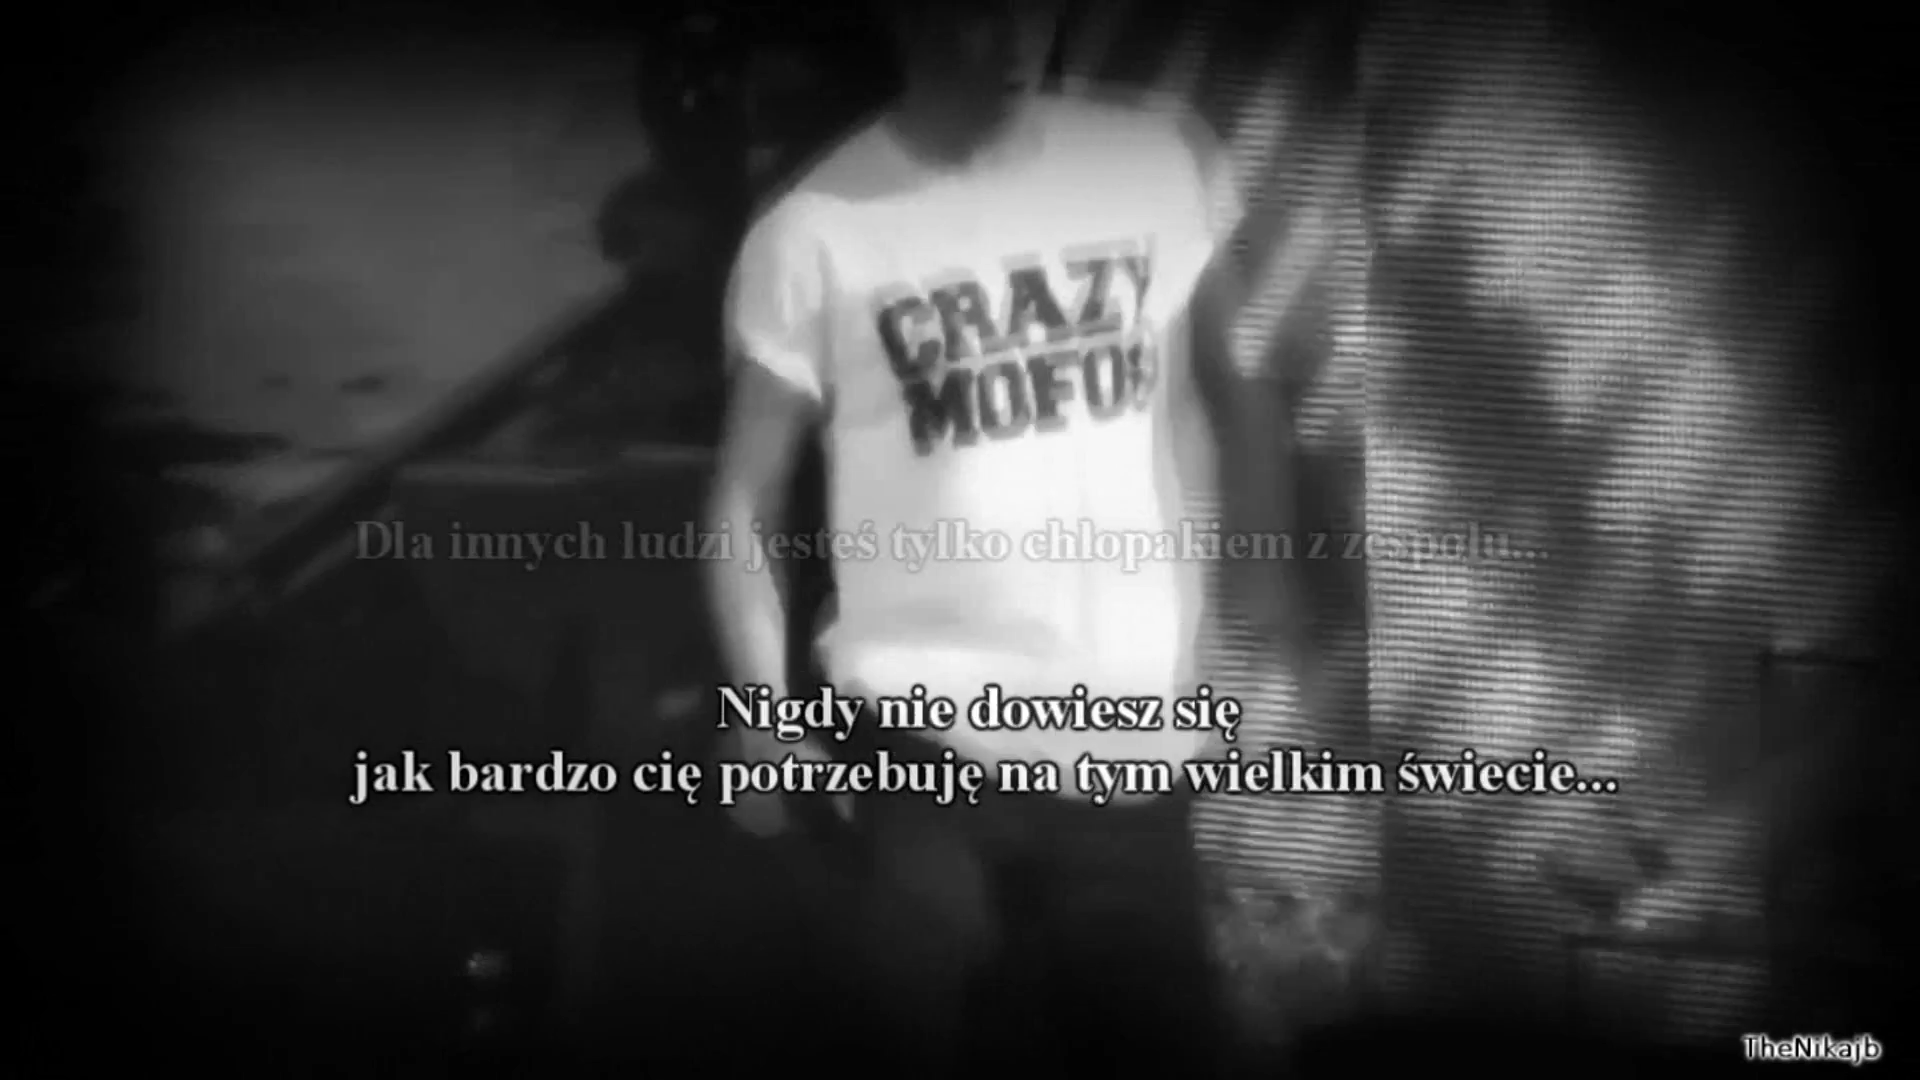 CRAZY
MOFOS
Dla innych ludzi jesteś tylko chłopakiem z zespołu...
Nigdy nie dowiesz się
jak bardzo cię potrzebuję na tym wielkim świecie...
TheNikajb